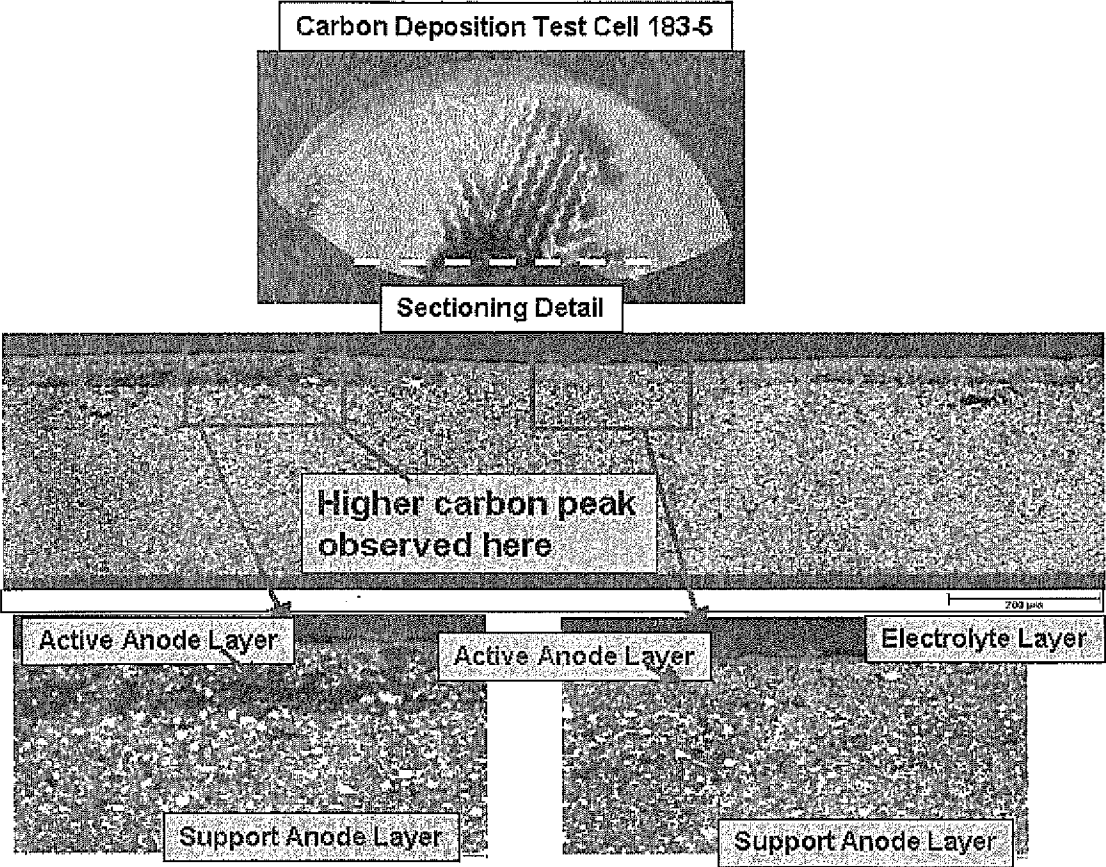 Carbon Deposition Test Cell 183-5
Sectioning Detail
Higher carbon peak
observed here
200 µm
Active Anode Layer
Active Anode Layer
Electrolyte Layer
Support Anode Layer
Support Anode Layer